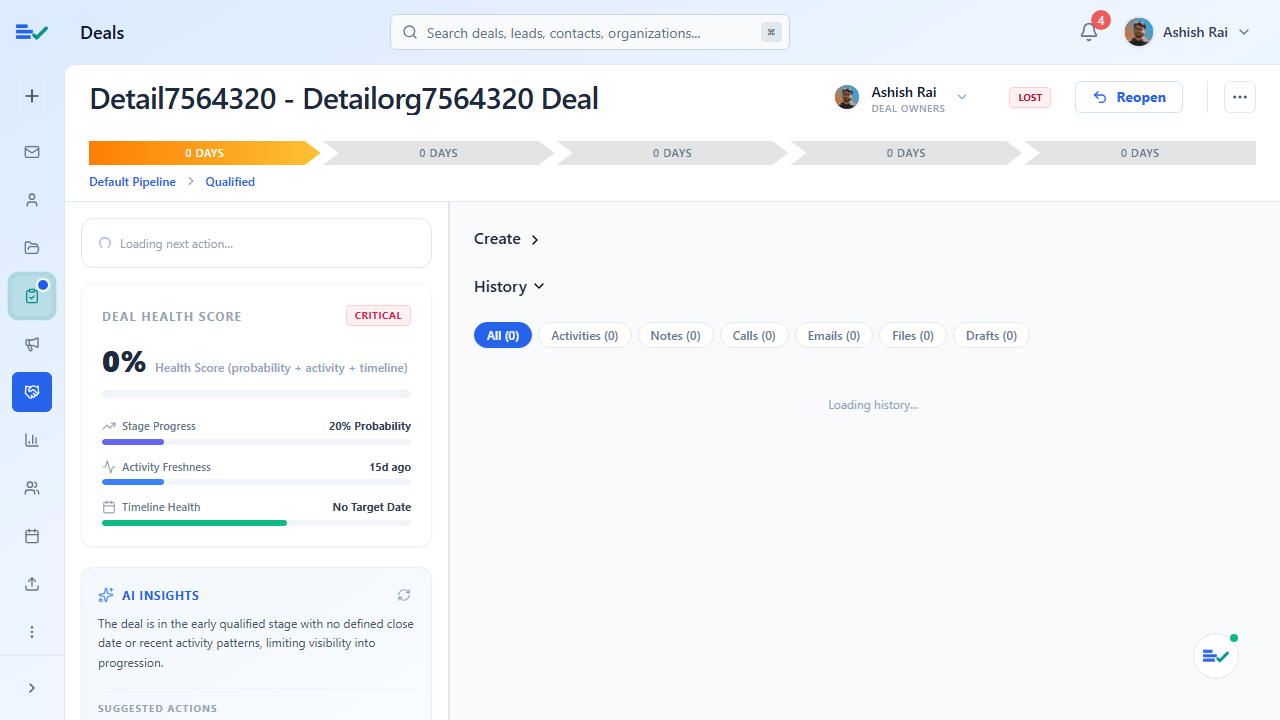 Deals
Search deals, leads, contacts, organizations...
⌘
4
Ashish Rai
Detail7564320 - Detailorg7564320 Deal
Ashish Rai
DEAL OWNERS
LOST
Reopen
0 DAYS
0 DAYS
0 DAYS
0 DAYS
0 DAYS
Default Pipeline
Qualified
Loading next action...
DEAL HEALTH SCORE
CRITICAL
0% Health Score (probability + activity + timeline)
Stage Progress
20% Probability
Activity Freshness
15d ago
Timeline Health
No Target Date
AI INSIGHTS
The deal is in the early qualified stage with no defined close
date or recent activity patterns, limiting visibility into
progression.
SUGGESTED ACTIONS
Create
History
All (0)
Activities (0)
Notes (0)
Calls (0)
Emails (0)
Files (0)
Drafts (0)
Loading history...